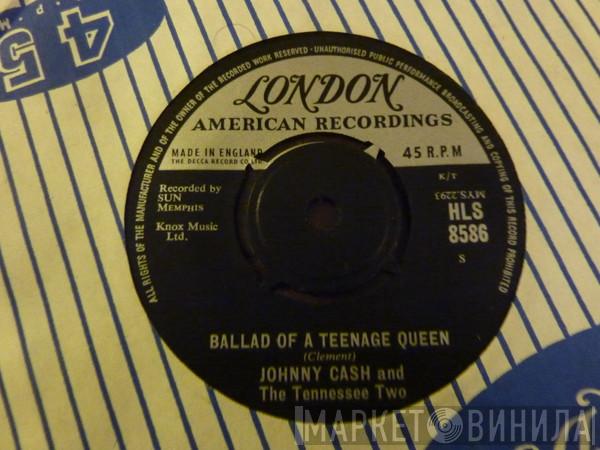 45
R.P.M
ALL RIGHTS OF THE MANUFACTURER AND OF THE OWNER OF THE RECORDED WORK RESERVED · UNAUTHORISED PUBLIC PERFORMANCE BROADCASTING AND COPYING OF THIS RECORD PROHIBITED
LONDON
AMERICAN RECORDINGS
MADE IN ENGLAND
THE DECCA RECORD CO LTD
45 R.P.M
K/T
Recorded by
SUN
MEMPHIS
MYS.2293
HLS
8586
Knox Music
Ltd.
S
BALLAD OF A TEENAGE QUEEN
(Clement)
JOHNNY CASH and
The Tennessee Two
МАРКЕТ ВИНИЛА